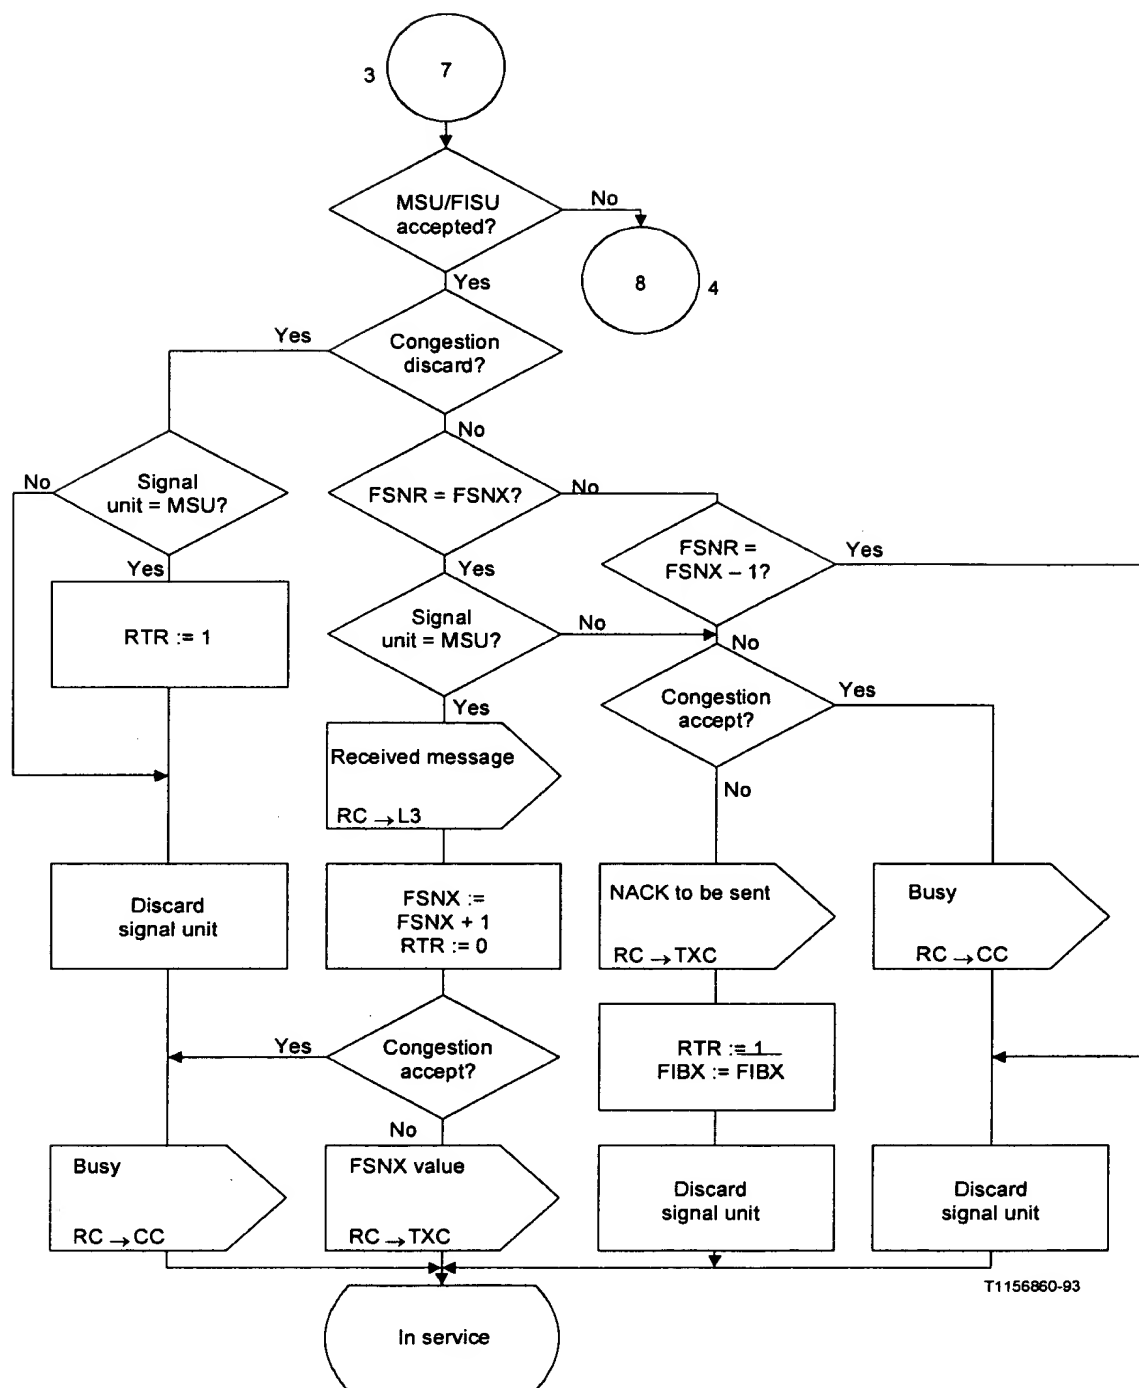 3
7
MSU/FISU
accepted?
No
8
4
Yes
Yes
Congestion
discard?
No
No
Signal
unit = MSU?
Yes
FSNR = FSNX?
No
FSNR =
FSNX – 1?
Yes
RTR := 1
Yes
Signal
unit = MSU?
No
No
Yes
Congestion
accept?
Yes
No
Received message
RC → L3
Discard
signal unit
FSNX :=
FSNX + 1
RTR := 0
NACK to be sent
RC → TXC
Busy
RC → CC
Yes
Congestion
accept?
No
RTR := 1
FIBX := F̅I̅B̅X̅
Busy
RC → CC
FSNX value
RC → TXC
Discard
signal unit
Discard
signal unit
T1156860-93
In service